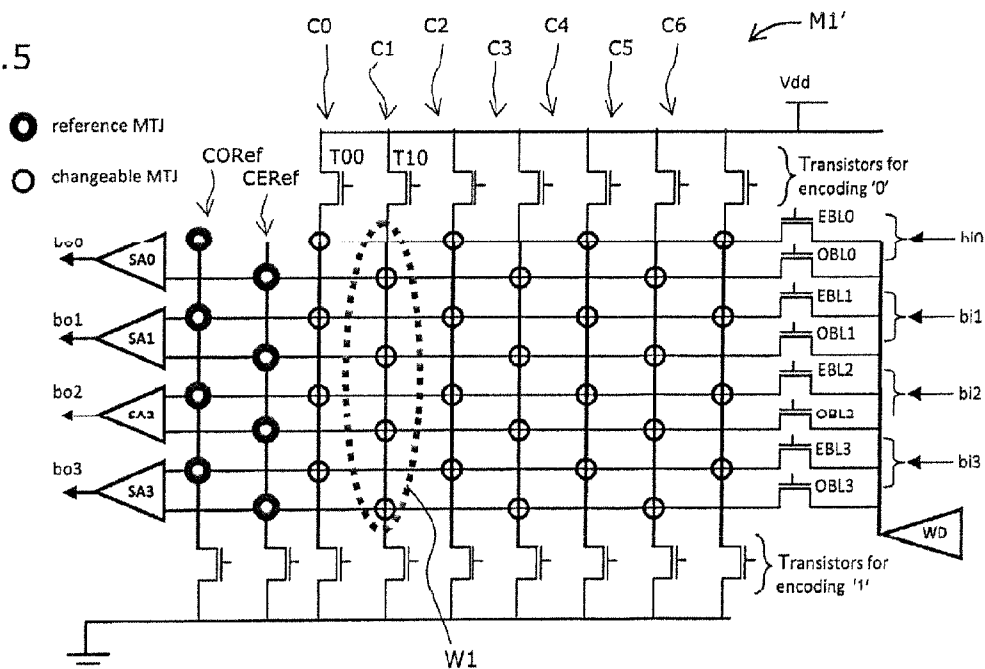 .5
C0
C1
C2
C3
C4
C5
C6
M1'
Vdd
reference MTJ
changeable MTJ
CORef
CERef
T00
T10
Transistors for
encoding '0'
SA0
EBL0
OBL0
bi0
bo1
SA1
EBL1
OBL1
bi1
bo2
EBL2
OBL2
bi2
bo3
SA3
EBL3
OBL3
bi3
WD
Transistors for
encoding '1'
W1